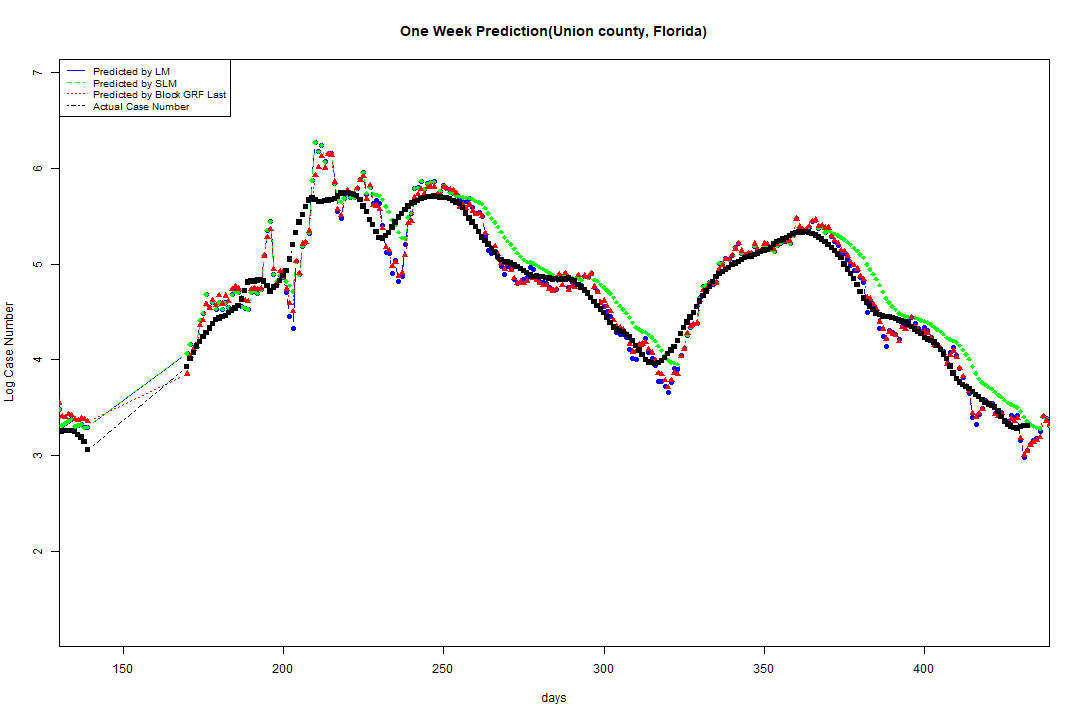 One Week Prediction(Union county, Florida)
Predicted by LM
Predicted by SLM
Predicted by Block GRF Last
Actual Case Number
7
6
5
4
3
2
Log Case Number
150 200 250 300 350 400
days